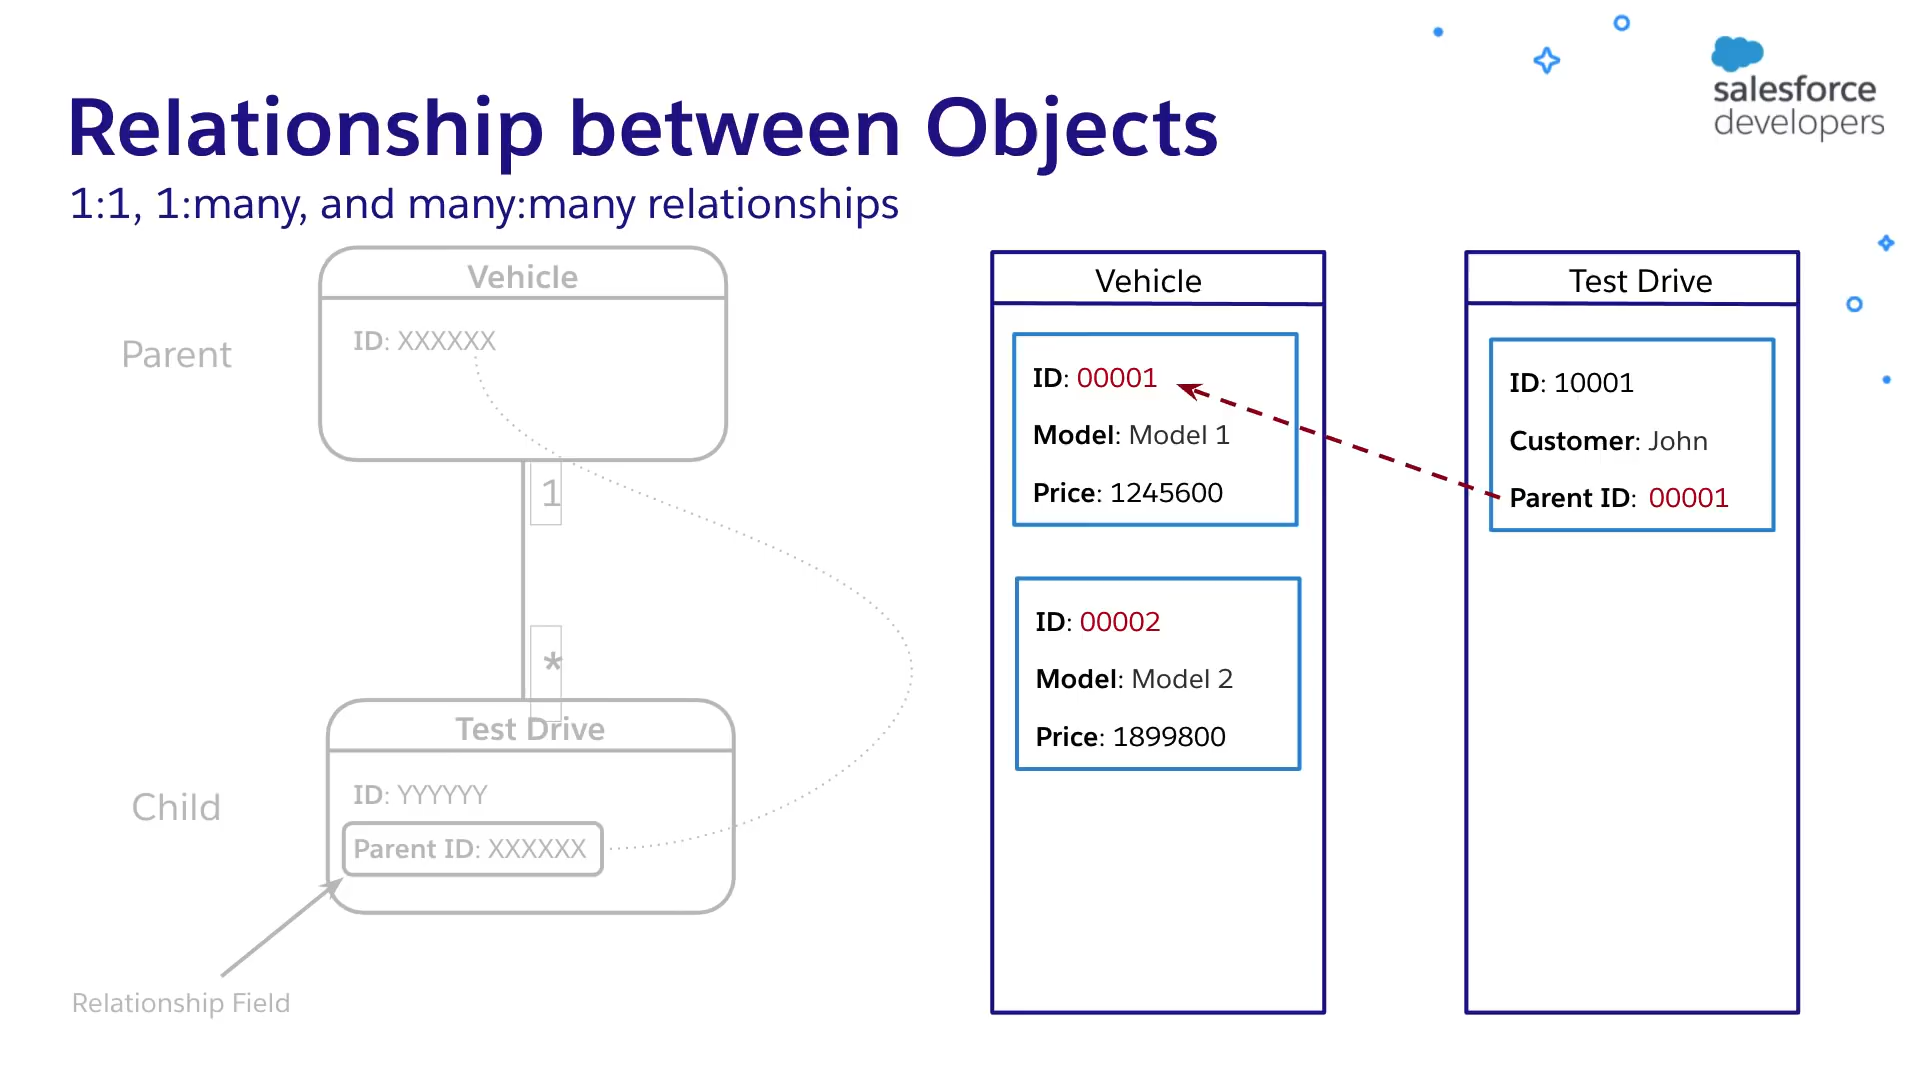 salesforce
developers
Relationship between Objects
1:1, 1:many, and many:many relationships
Parent
Vehicle
ID: XXXXXX
1
*
Child
Test Drive
ID: YYYYYY
Parent ID: XXXXXX
Relationship Field
Vehicle
ID: 00001
Model: Model 1
Price: 1245600
ID: 00002
Model: Model 2
Price: 1899800
Test Drive
ID: 10001
Customer: John
Parent ID: 00001